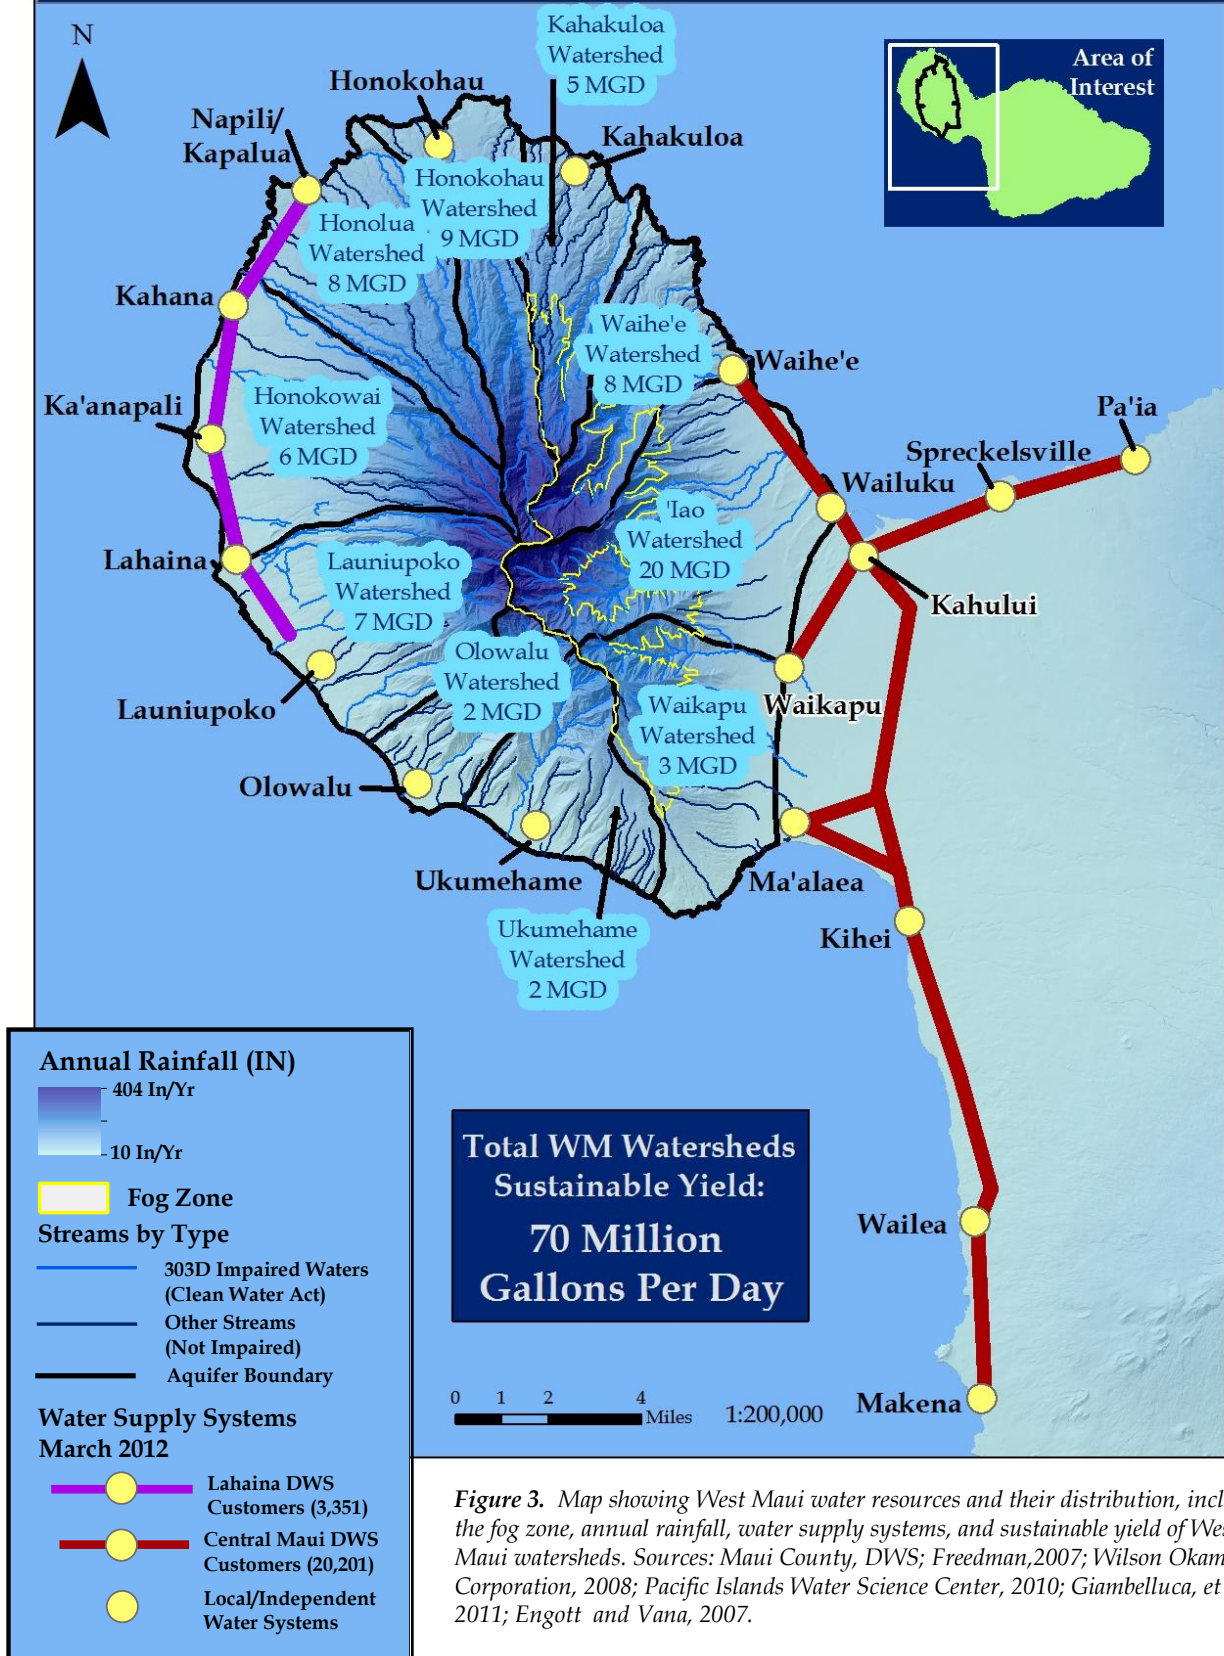 N
Kahakuloa
Watershed
5 MGD
Area of
Interest
Honokohau
Napili/
Kapalua
Kahakuloa
Honokohau
Watershed
9 MGD
Honolua
Watershed
8 MGD
Kahana
Waihe'e
Watershed
8 MGD
Waihe'e
Ka'anapali
Honokowai
Watershed
6 MGD
Pa'ia
Spreckelsville
Wailuku
'Iao
Watershed
20 MGD
Lahaina
Launiupoko
Watershed
7 MGD
Kahului
Olowalu
Watershed
2 MGD
Launiupoko
Waikapu
Watershed
3 MGD
Waikapu
Olowalu
Ukumehame
Ma'alaea
Ukumehame
Watershed
2 MGD
Kihei
Annual Rainfall (IN)
404 In/Yr
10 In/Yr
Fog Zone
Streams by Type
303D Impaired Waters
(Clean Water Act)
Other Streams
(Not Impaired)
Aquifer Boundary
Water Supply Systems
March 2012
Lahaina DWS
Customers (3,351)
Central Maui DWS
Customers (20,201)
Local/Independent
Water Systems
Total WM Watersheds
Sustainable Yield:
70 Million
Gallons Per Day
Wailea
Makena
0 1 2 4
Miles 1:200,000
Figure 3. Map showing West Maui water resources and their distribution, incl
the fog zone, annual rainfall, water supply systems, and sustainable yield of Wes
Maui watersheds. Sources: Maui County, DWS; Freedman,2007; Wilson Okam
Corporation, 2008; Pacific Islands Water Science Center, 2010; Giambelluca, et
2011; Engott and Vana, 2007.